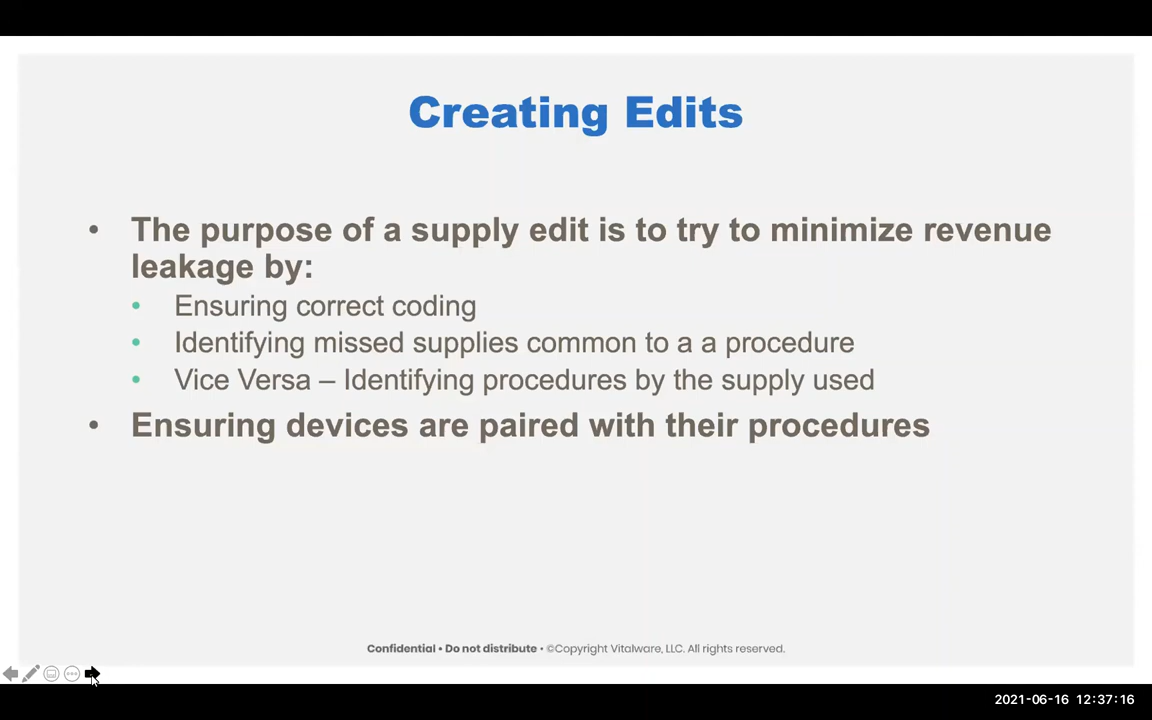 Creating Edits
• The purpose of a supply edit is to try to minimize revenue
leakage by:
• Ensuring correct coding
• Identifying missed supplies common to a a procedure
• Vice Versa – Identifying procedures by the supply used
• Ensuring devices are paired with their procedures
Confidential • Do not distribute • ©Copyright Vitalware, LLC. All rights reserved.
2021-06-16 12:37:16